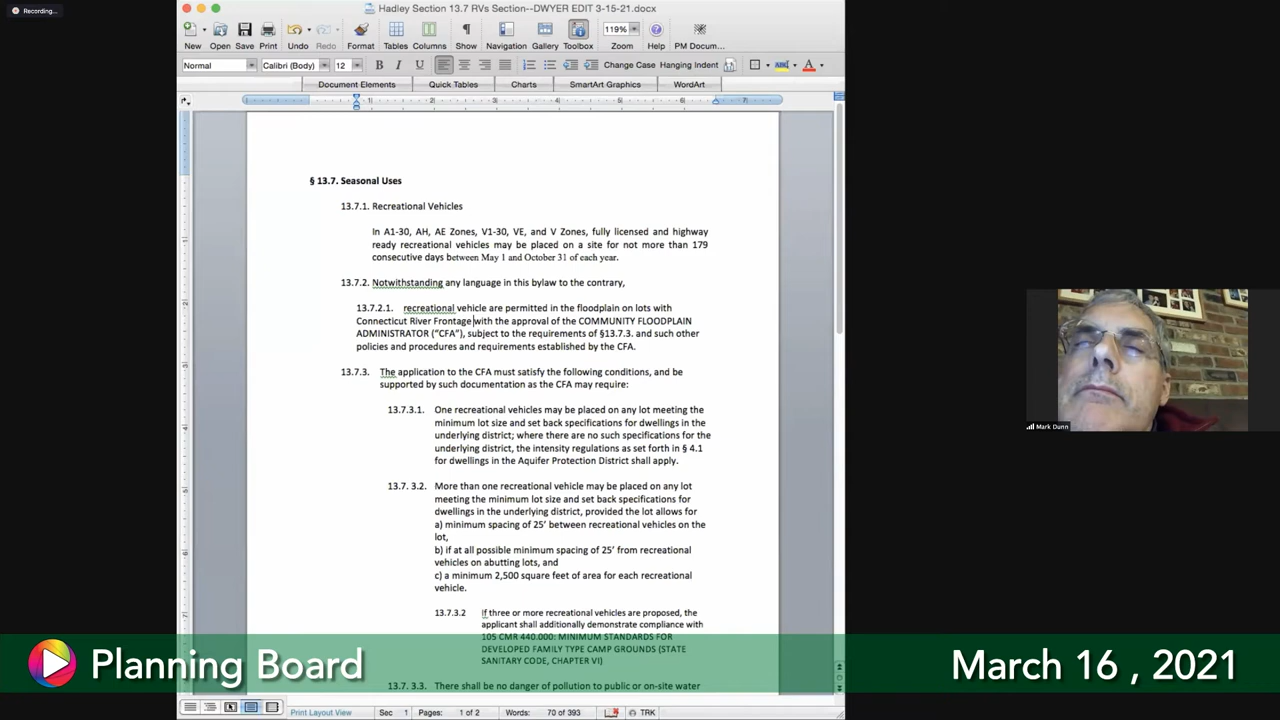 Recording...
Hadley Section 13.7 RVs Section--DWYER EDIT 3-15-21.docx
New Open Save Print Undo Redo Format Tables Columns Show Navigation Gallery Toolbox Zoom Help PM Docum...
119%
Normal Calibri (Body) 12 B I U Change Case Hanging Indent ABC A
Document Elements Quick Tables Charts SmartArt Graphics WordArt
1 2 3 4 5 6 7
§ 13.7. Seasonal Uses
13.7.1. Recreational Vehicles
In A1-30, AH, AE Zones, V1-30, VE, and V Zones, fully licensed and highway
ready recreational vehicles may be placed on a site for not more than 179
consecutive days between May 1 and October 31 of each year.
13.7.2. Notwithstanding any language in this bylaw to the contrary,
13.7.2.1. recreational vehicle are permitted in the floodplain on lots with
Connecticut River Frontage with the approval of the COMMUNITY FLOODPLAIN
ADMINISTRATOR ("CFA"), subject to the requirements of §13.7.3. and such other
policies and procedures and requirements established by the CFA.
13.7.3. The application to the CFA must satisfy the following conditions, and be
supported by such documentation as the CFA may require:
13.7.3.1. One recreational vehicles may be placed on any lot meeting the
minimum lot size and set back specifications for dwellings in the
underlying district; where there are no such specifications for the
underlying district, the intensity regulations as set forth in § 4.1
for dwellings in the Aquifer Protection District shall apply.
13.7. 3.2. More than one recreational vehicle may be placed on any lot
meeting the minimum lot size and set back specifications for
dwellings in the underlying district, provided the lot allows for
a) minimum spacing of 25' between recreational vehicles on the
lot,
b) if at all possible minimum spacing of 25' from recreational
vehicles on abutting lots, and
c) a minimum 2,500 square feet of area for each recreational
vehicle.
13.7.3.2 If three or more recreational vehicles are proposed, the
applicant shall additionally demonstrate compliance with
105 CMR 440.000: MINIMUM STANDARDS FOR
DEVELOPED FAMILY TYPE CAMP GROUNDS (STATE
SANITARY CODE, CHAPTER VI)
13.7. 3.3. There shall be no danger of pollution to public or on-site water
Mark Dunn
Planning Board
March 16 , 2021
Print Layout View Sec 1 Pages: 1 of 2 Words: 70 of 393 TRK